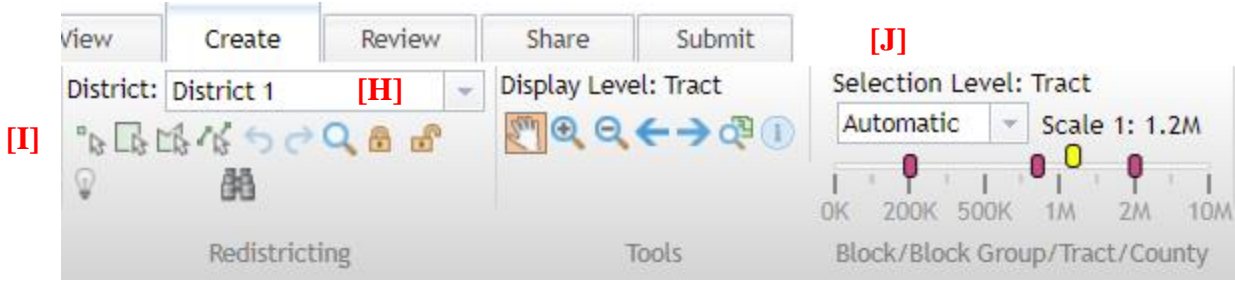 View Create Review Share Submit [J]
District: District 1 [H] Display Level: Tract Selection Level: Tract
[I] Automatic Scale 1: 1.2M
0K 200K 500K 1M 2M 10M
Redistricting Tools Block/Block Group/Tract/County